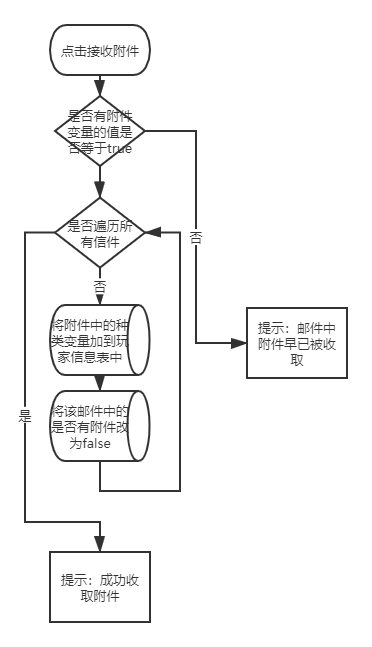 点击接收附件
是否有附件
变量的值是
否等于true
是否遍历所
有信件
否
否
将附件中的种
类变量加到玩
家信息表中
提示：邮件中
附件早已被收
取
将该邮件中的
是否有附件改
为false
是
提示：成功收
取附件